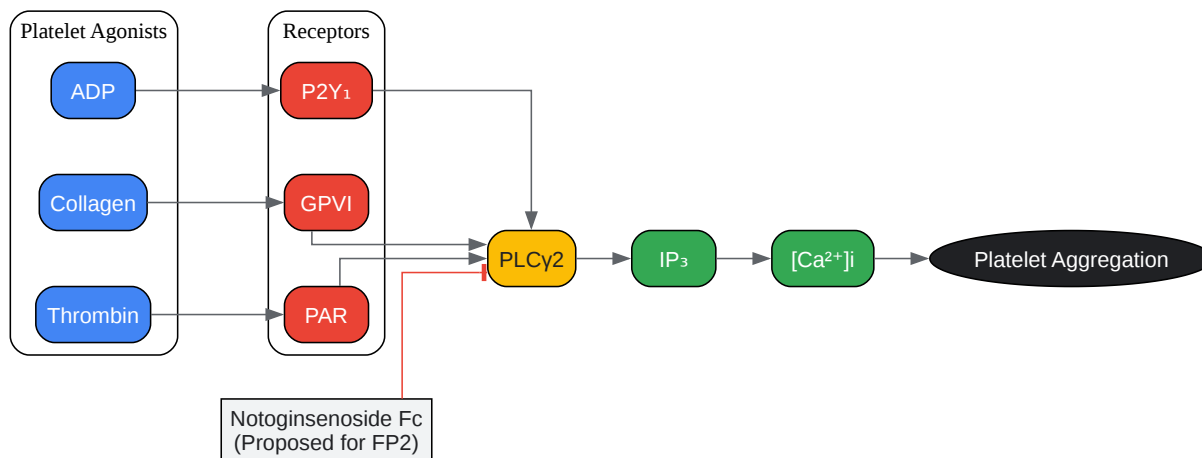 Platelet Agonists
Receptors
ADP
P2Y₁
Collagen
GPVI
PLCγ2
IP₃
[Ca²⁺]i
Platelet Aggregation
Thrombin
PAR
Notoginsenoside Fc
(Proposed for FP2)